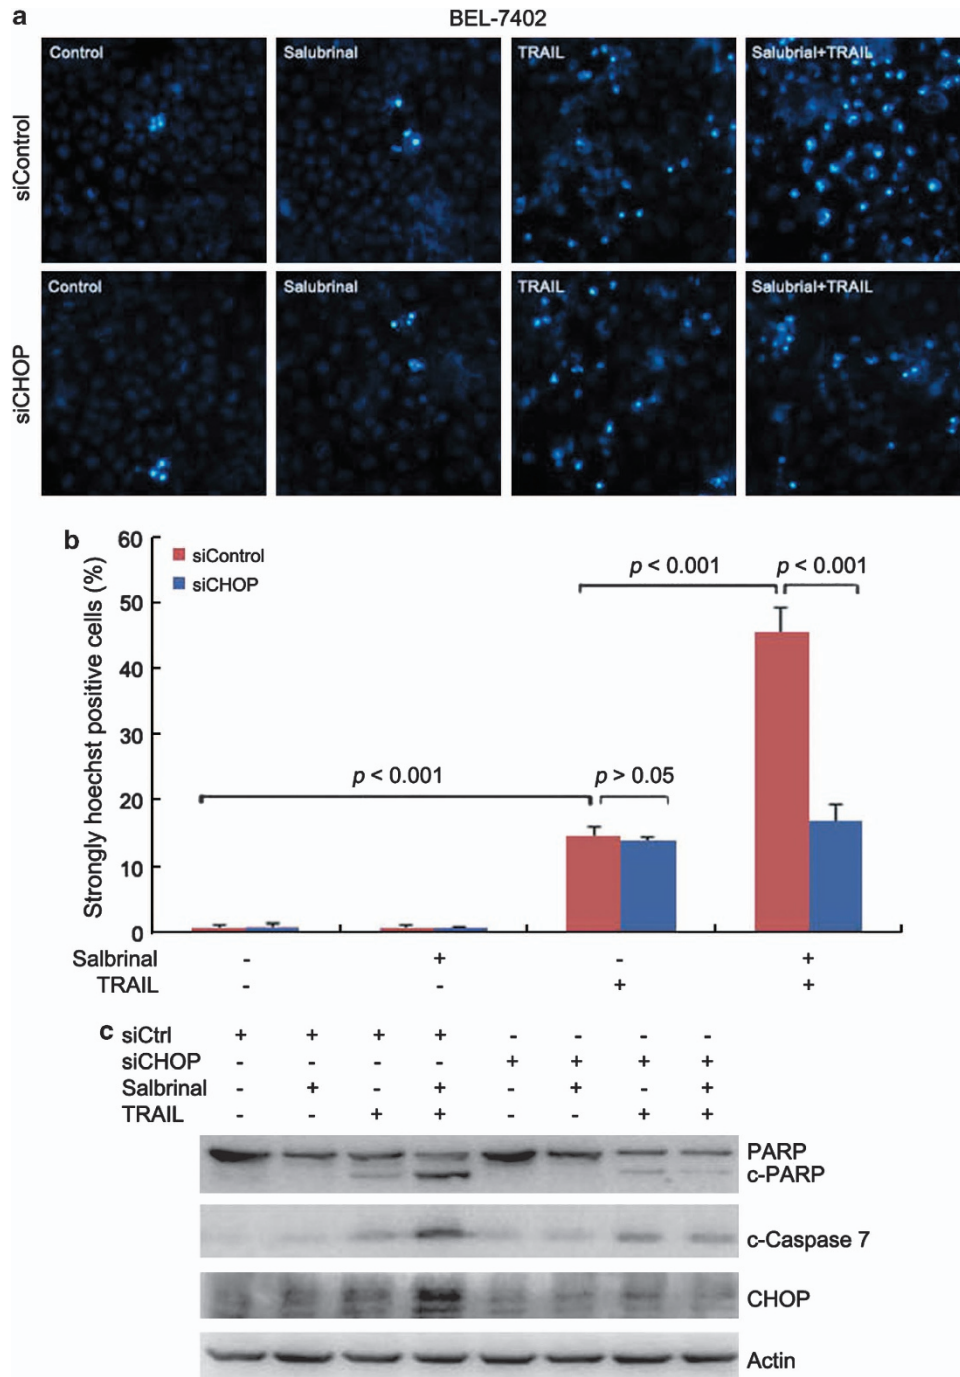 a
BEL-7402
Control Salubrinal TRAIL Salubrial+TRAIL
siControl
Control Salubrinal TRAIL Salubrial+TRAIL
siCHOP
b
siControl
siCHOP
Strongly hoechst positive cells (%)
60
50
40
30
20
10
0
p < 0.001
p > 0.05
p < 0.001
p < 0.001
Salbrinal - + - +
TRAIL - - + +
c
siCtrl + + + + - - - -
siCHOP - - - - + + + +
Salbrinal - + - + - + - +
TRAIL - - + + - - + +
PARP
c-PARP
c-Caspase 7
CHOP
Actin